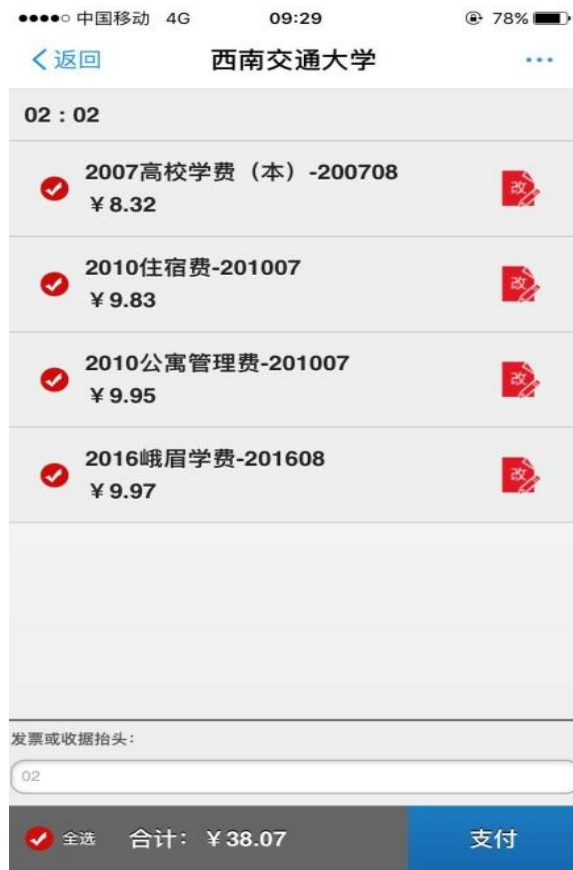 中国移动 4G 09:29 78%
返回 西南交通大学 ...
02：02
2007高校学费（本）-200708
￥8.32
改
2010住宿费-201007
￥9.83
改
2010公寓管理费-201007
￥9.95
改
2016峨眉学费-201608
￥9.97
改
发票或收据抬头：
02
全选 合计：￥38.07 支付